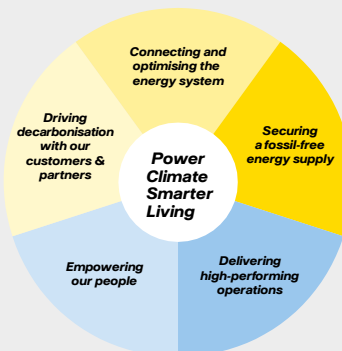 Connecting and
optimising the
energy system
Securing
a fossil-free
energy supply
Delivering
high-performing
operations
Empowering
our people
Driving
decarbonisation
with our
customers &
partners
Power
Climate
Smarter
Living